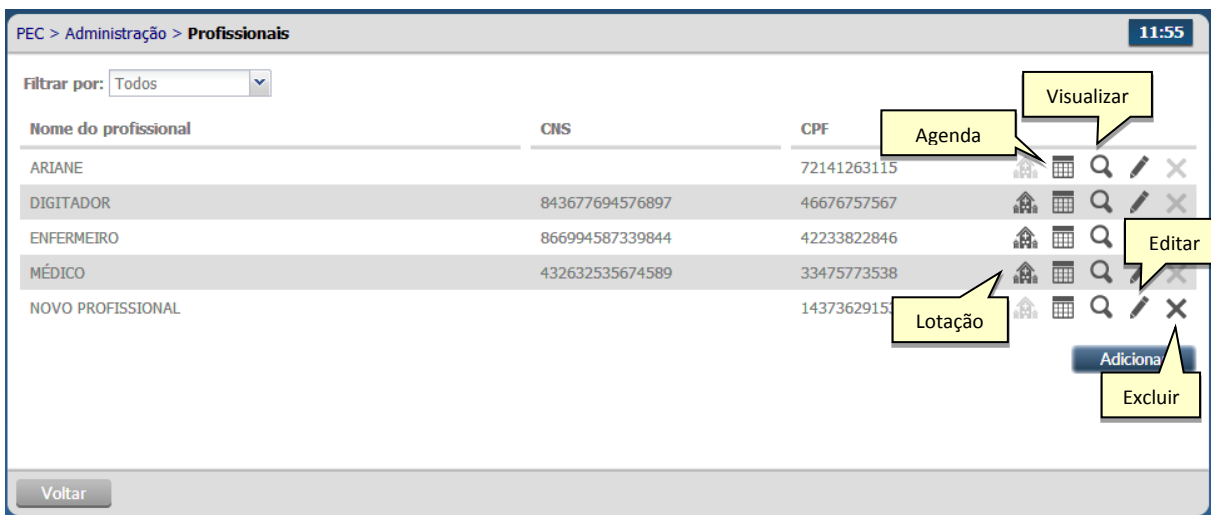 PEC > Administração > Profissionais 11:55
Filtrar por: Todos
Visualizar
Nome do profissional CNS CPF
Agenda
ARIANE 72141263115
DIGITADOR 843677694576897 46676757567
ENFERMEIRO 866994587339844 42233822846
Editar
MÉDICO 432632535674589 33475773538
NOVO PROFISSIONAL
Lotação
Excluir
Voltar